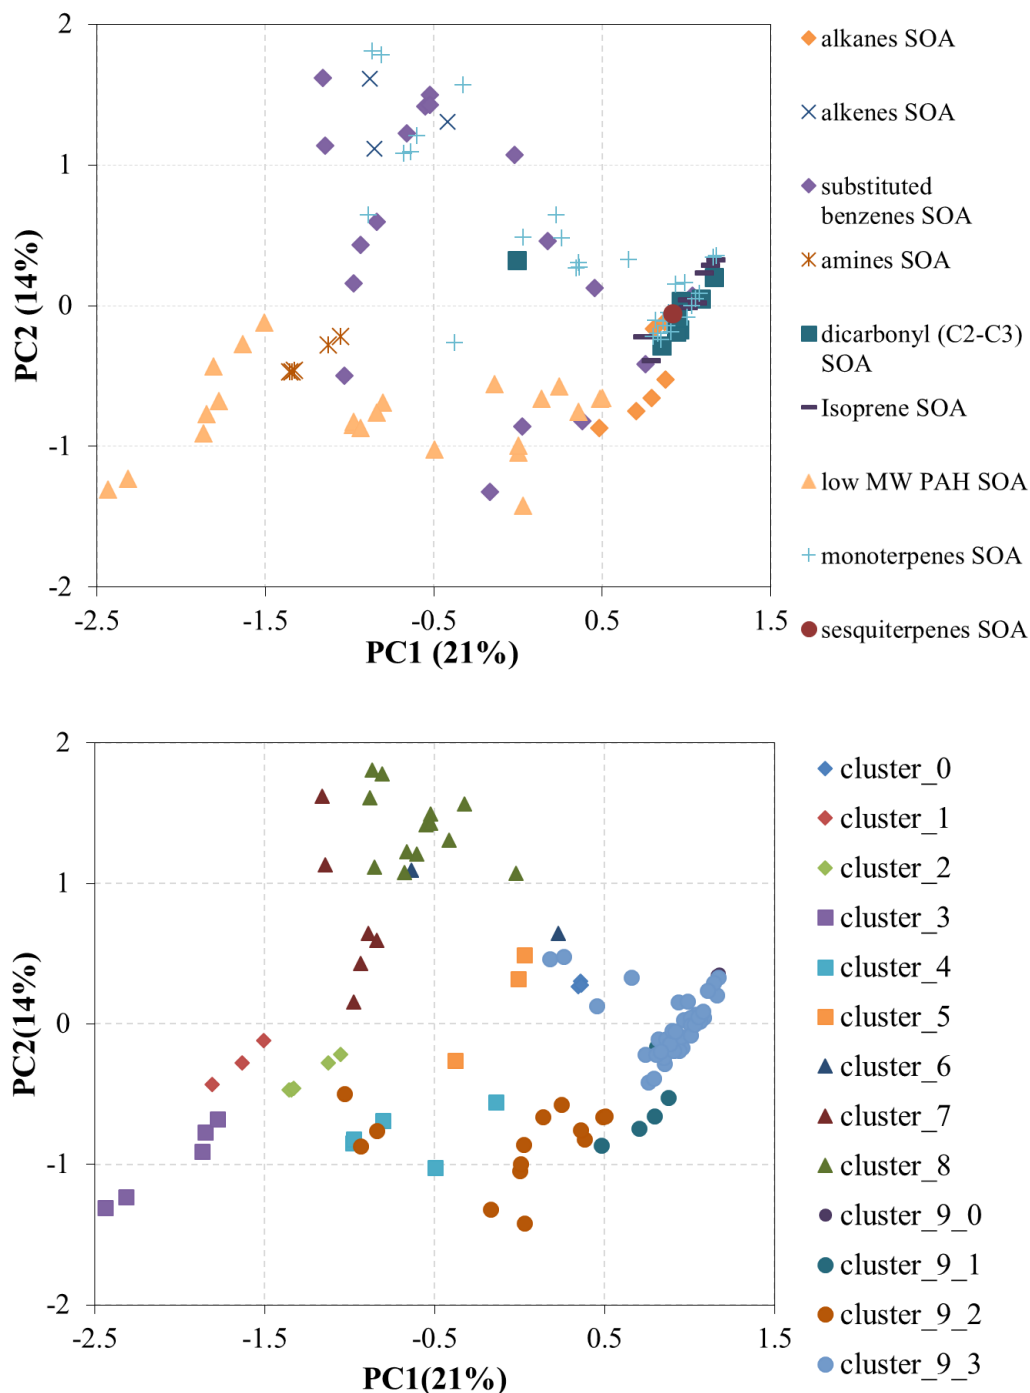 2
1
0
-1
-2
PC2 (14%)
-2.5 -1.5 -0.5 0.5 1.5
PC1 (21%)
alkanes SOA
alkenes SOA
substituted
benzenes SOA
amines SOA
dicarbonyl (C2-C3)
SOA
Isoprene SOA
low MW PAH SOA
monoterpenes SOA
sesquiterpenes SOA
2
1
0
-1
-2
PC2(14%)
-2.5 -1.5 -0.5 0.5 1.5
PC1(21%)
cluster_0
cluster_1
cluster_2
cluster_3
cluster_4
cluster_5
cluster_6
cluster_7
cluster_8
cluster_9_0
cluster_9_1
cluster_9_2
cluster_9_3